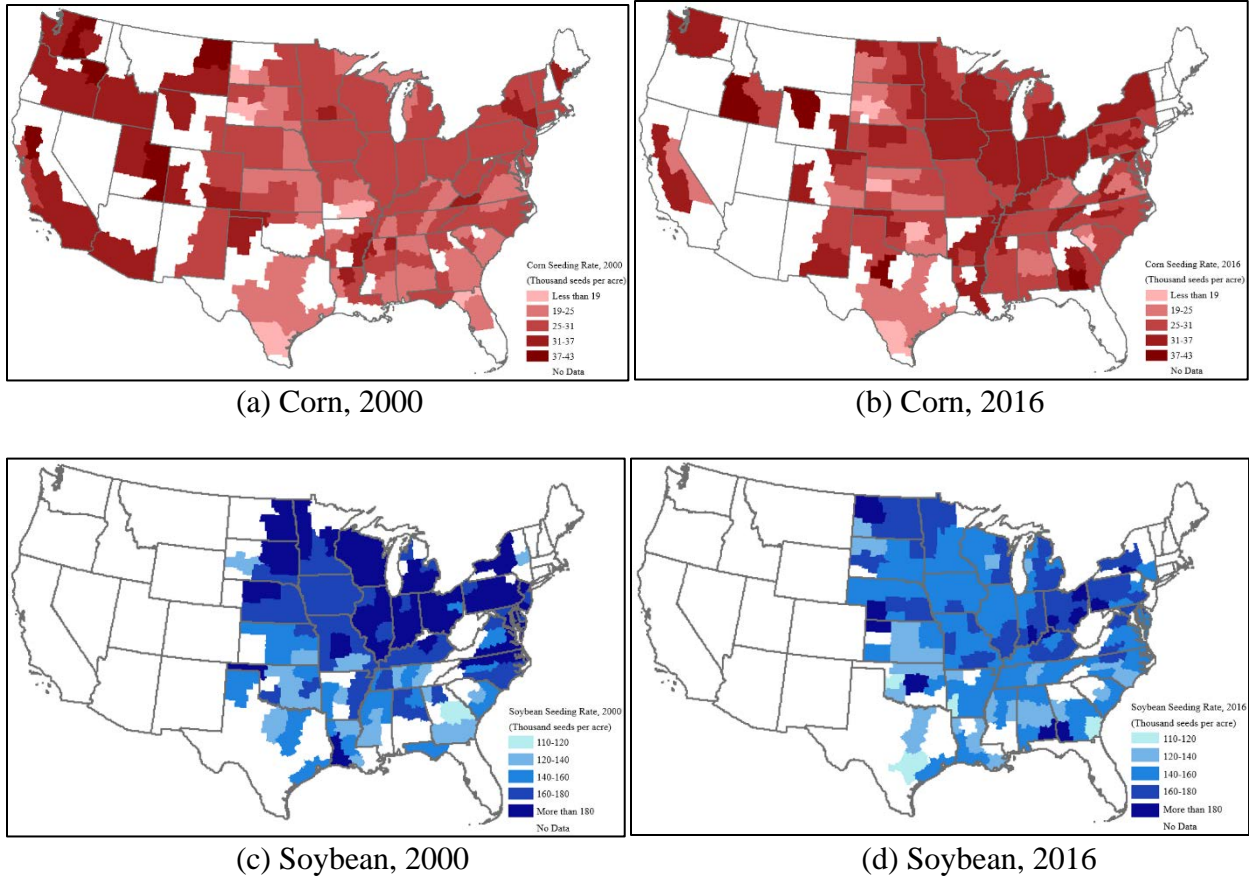 Corn Seeding Rate, 2000
(Thousand seeds per acre)
Less than 19
19-25
25-31
31-37
37-43
No Data
Corn Seeding Rate, 2016
(Thousand seeds per acre)
Less than 19
19-25
25-31
31-37
37-43
No Data
(a) Corn, 2000
(b) Corn, 2016
Soybean Seeding Rate, 2000
(Thousand seeds per acre)
110-120
120-140
140-160
160-180
More than 180
No Data
Soybean Seeding Rate, 2016
(Thousand seeds per acre)
110-120
120-140
140-160
160-180
More than 180
No Data
(c) Soybean, 2000
(d) Soybean, 2016